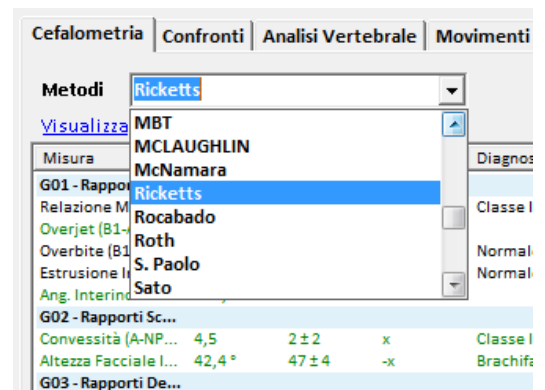 Cefalometria Confronti Analisi Vertebrale Movimenti
Metodi Ricketts
Visualizza
MBT
MCLAUGHLIN
McNamara
Ricketts
Rocabado
Roth
S. Paolo
Sato
Misura Diagnos
G01 - Rappor
Relazione M Classe I
Overjet (B1-
Overbite (B1 Normal
Estrusione I Normale
Ang. Interin
G02 - Rapporti Sc...
Convessità (A-NP... 4,5 2±2 x Classe I
Altezza Facciale I... 42,4 ° 47±4 -x Brachifa
G03 - Rapporti De...